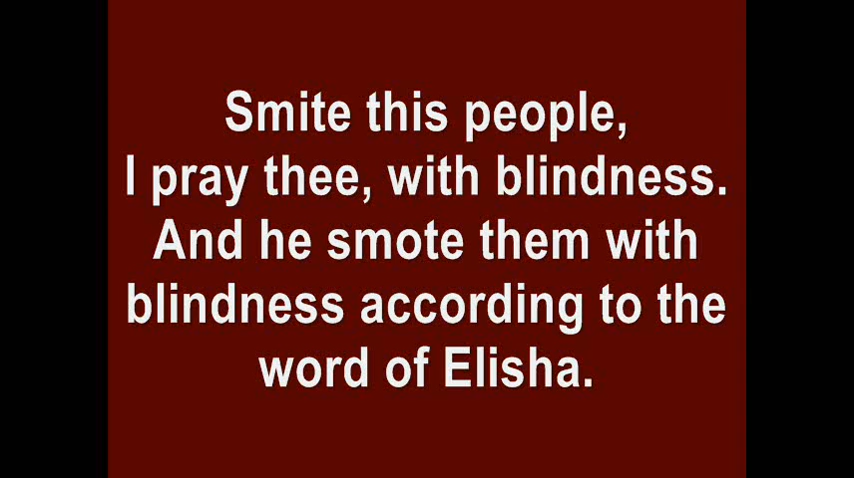 Smite this people,
I pray thee, with blindness.
And he smote them with
blindness according to the
word of Elisha.